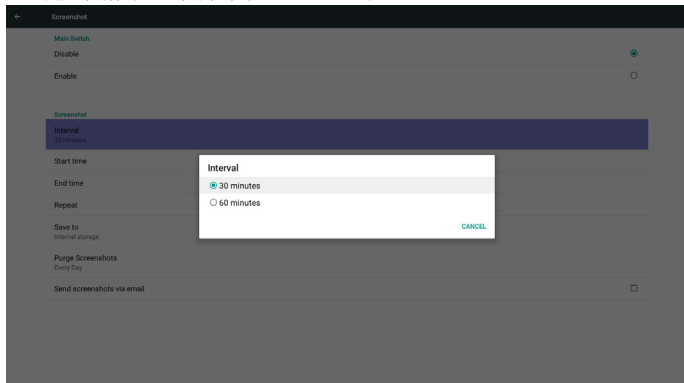 Screenshot
Main Switch
Disable
Enable
Screenshot
Interval
30 minutes
Start time
End time
Repeat
Save to
Internal storage
Purge Screenshots
Every Day
Send screenshots via email
Interval
30 minutes
60 minutes
CANCEL